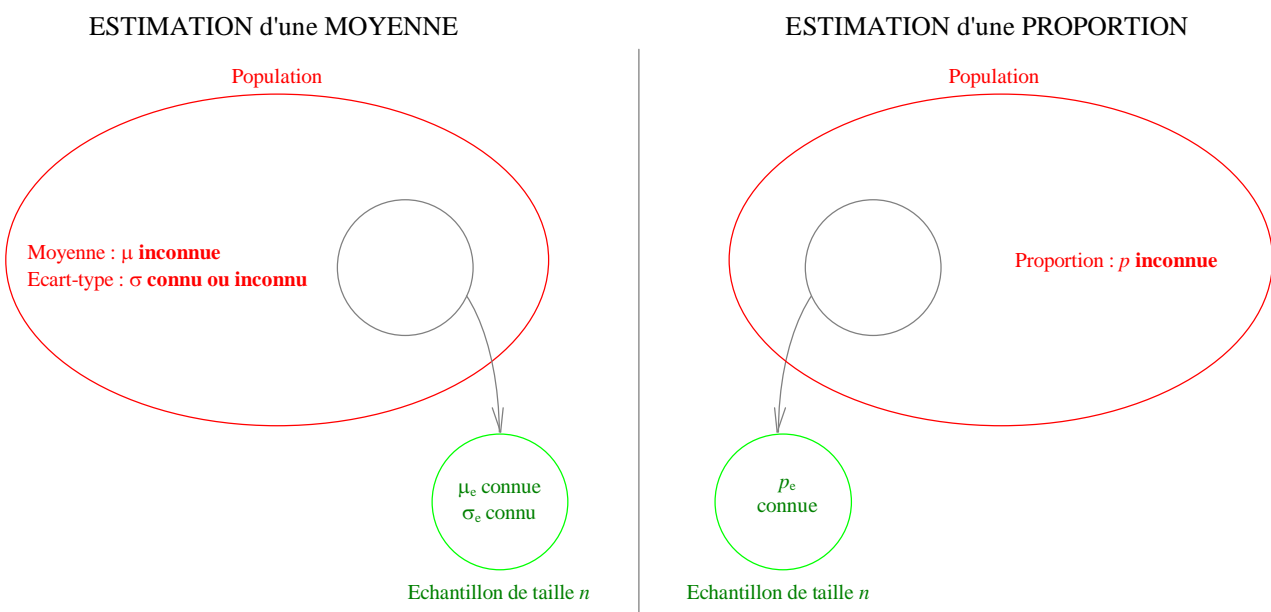 ESTIMATION d'une MOYENNE
Population
Moyenne : μ inconnue
Ecart-type : σ connu ou inconnu
μe connue
σe connu
Echantillon de taille n
ESTIMATION d'une PROPORTION
Population
Proportion : p inconnue
pe
connue
Echantillon de taille n